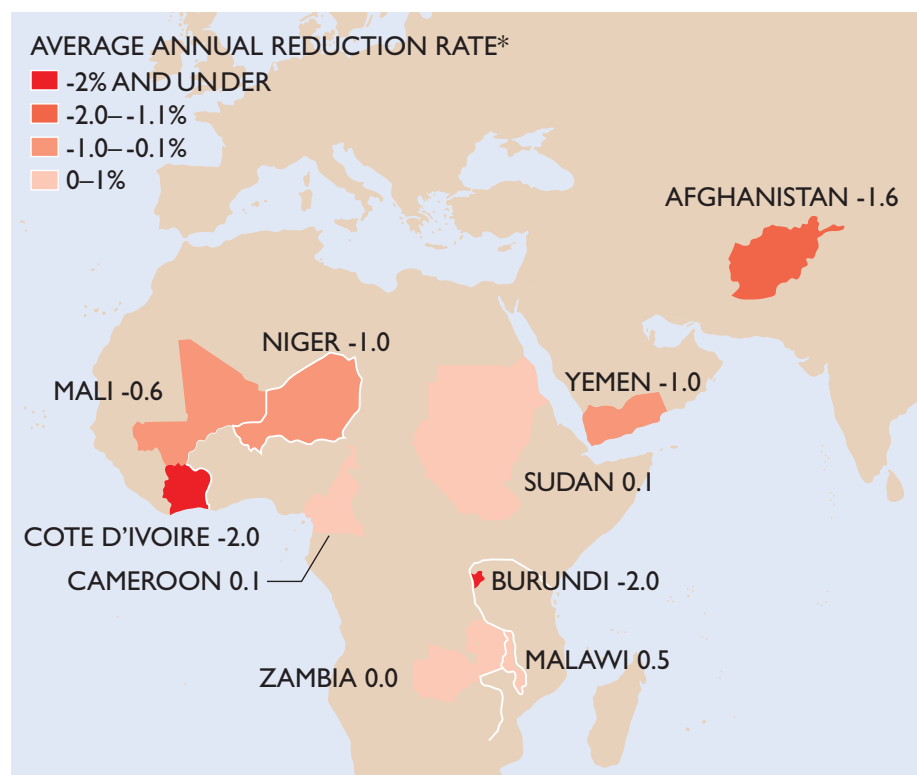 AVERAGE ANNUAL REDUCTION RATE*
-2% AND UNDER
-2.0– -1.1%
-1.0– -0.1%
0–1%
AFGHANISTAN -1.6
NIGER -1.0
MALI -0.6
YEMEN -1.0
SUDAN 0.1
COTE D’IVOIRE -2.0
CAMEROON 0.1
BURUNDI -2.0
MALAWI 0.5
ZAMBIA 0.0